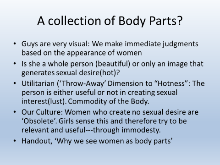 A collection of Body Parts?
• Guys are very visual: We make immediate judgments
based on the appearance of women
• Is she a whole person (beautiful) or only an image that
generates sexual desire(hot)?
• Utilitarian ('Throw-Away' Dimension to "Hotness": The
person is either useful or not in creating sexual
interest(lust). Commodity of the Body.
• Our Culture: Women who create no sexual desire are
'Obsolete'. Girls sense this and therefore try to be
relevant and useful---through immodesty.
• Handout, 'Why we see women as body parts'